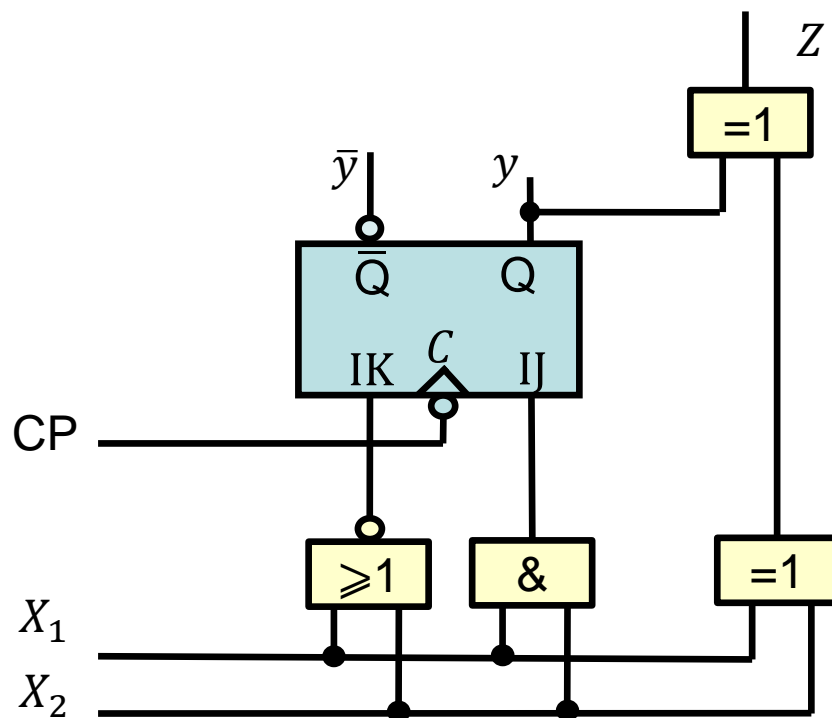 Z
=1
ȳ y
Q̅ Q
IK C IJ
CP
⩾1 & =1
X₁
X₂